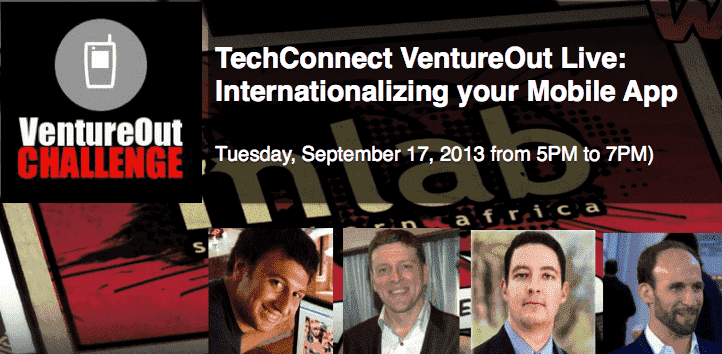 TechConnect VentureOut Live:
Internationalizing your Mobile App
Tuesday, September 17, 2013 from 5PM to 7PM)
VentureOut
CHALLENGE
mlab
africa